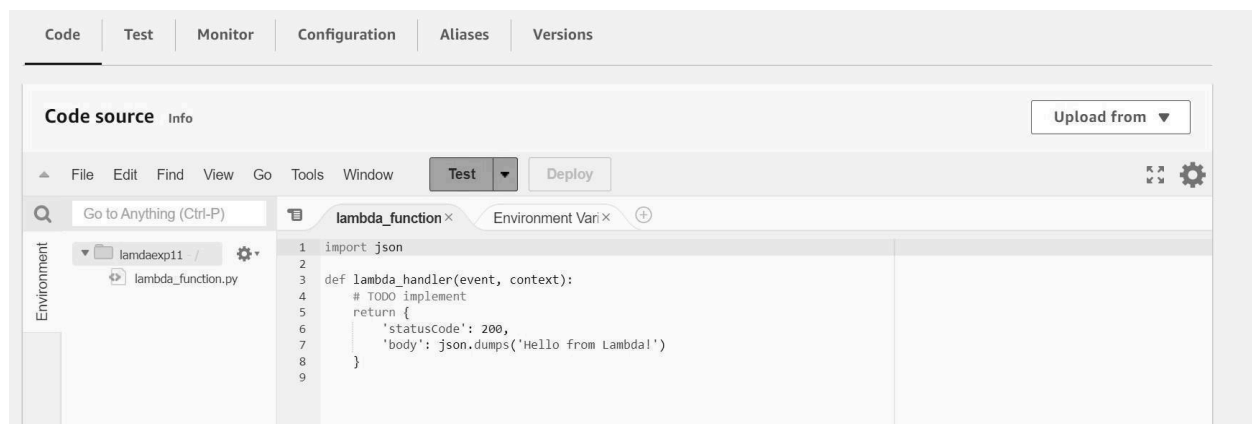 Code Test Monitor Configuration Aliases Versions
Code source Info
Upload from ▼
File Edit Find View Go Tools Window Test Deploy
Go to Anything (Ctrl-P)
lambda_function × Environment Vari ×
Environment
lamdaexp11 - /
lambda_function.py
1 import json
2
3 def lambda_handler(event, context):
4     # TODO implement
5     return {
6         'statusCode': 200,
7         'body': json.dumps('Hello from Lambda!')
8     }
9